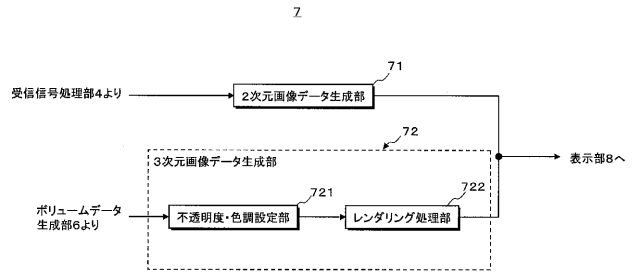 7
71
受信信号処理部4より
2次元画像データ生成部
72
表示部8へ
3次元画像データ生成部
721
722
ボリュームデータ
生成部6より
不透明度・色調設定部
レンダリング処理部